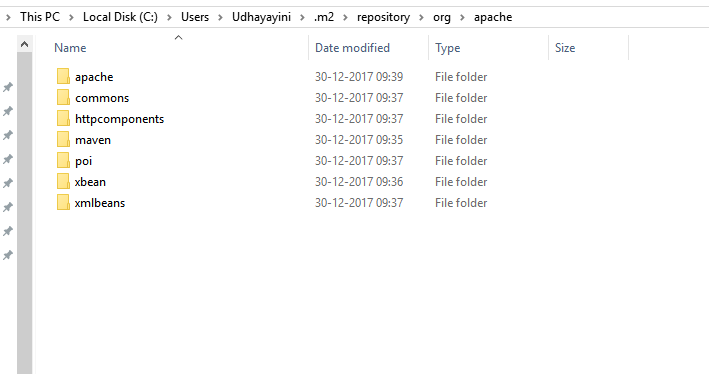 This PC > Local Disk (C:) > Users > Udhayayini > .m2 > repository > org > apache
Name Date modified Type Size
apache 30-12-2017 09:39 File folder
commons 30-12-2017 09:37 File folder
httpcomponents 30-12-2017 09:37 File folder
maven 30-12-2017 09:35 File folder
poi 30-12-2017 09:37 File folder
xbean 30-12-2017 09:36 File folder
xmlbeans 30-12-2017 09:37 File folder